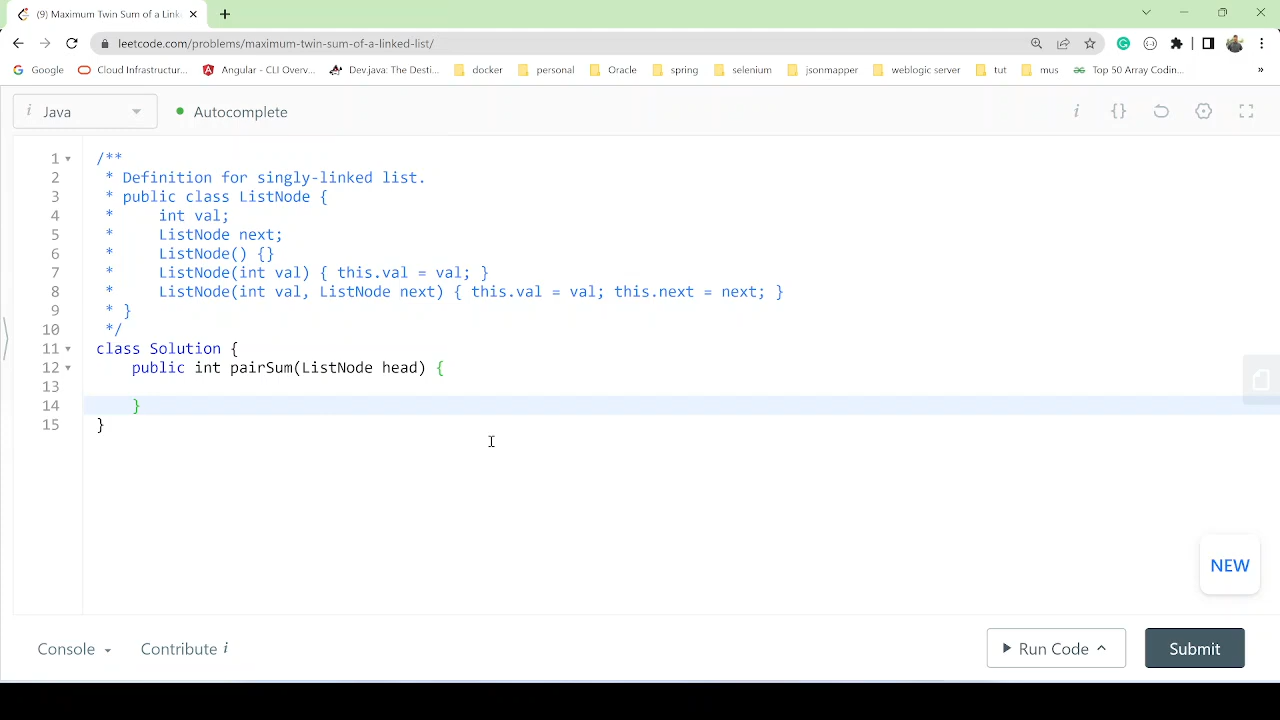 (9) Maximum Twin Sum of a Link
leetcode.com/problems/maximum-twin-sum-of-a-linked-list/
Google Cloud Infrastructur... Angular - CLI Overv... Dev.java: The Desti... docker personal Oracle spring selenium jsonmapper weblogic server tut mus Top 50 Array Codin... »
i Java Autocomplete i {}
1 /**
2 * Definition for singly-linked list.
3 * public class ListNode {
4 *     int val;
5 *     ListNode next;
6 *     ListNode() {}
7 *     ListNode(int val) { this.val = val; }
8 *     ListNode(int val, ListNode next) { this.val = val; this.next = next; }
9 * }
10 */
11 class Solution {
12     public int pairSum(ListNode head) {
13
14     }
15 }
NEW
Console Contribute i Run Code Submit